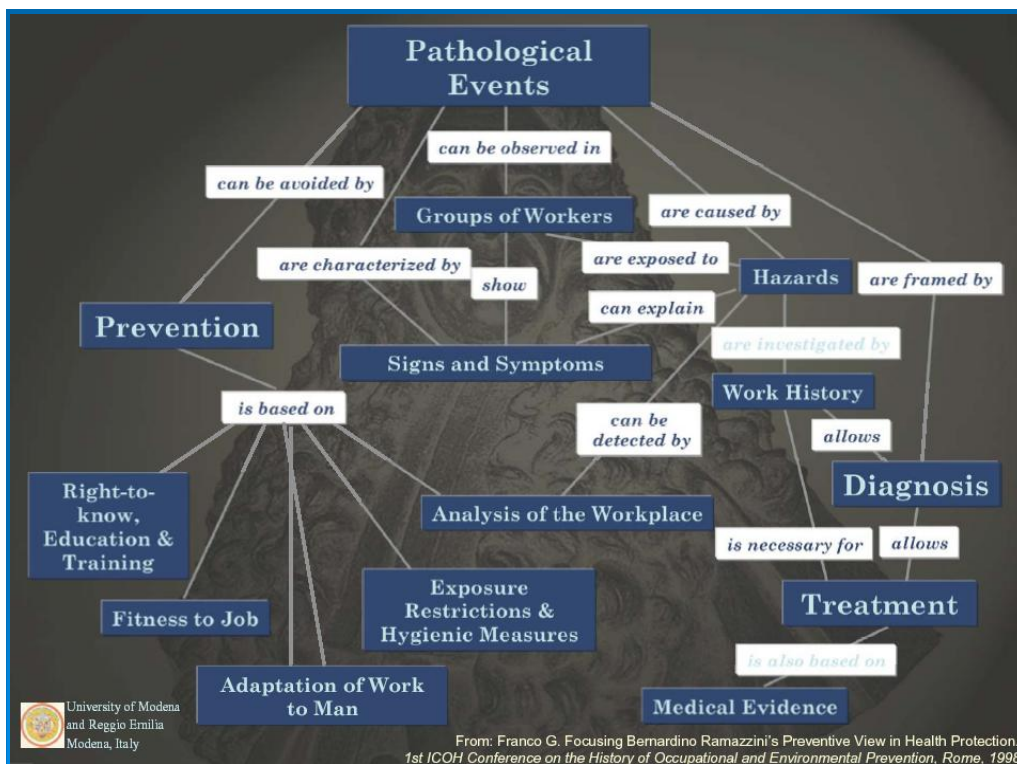 Pathological
Events
can be observed in
can be avoided by
Groups of Workers
are caused by
are exposed to
are characterized by
show
Hazards
are framed by
can explain
Prevention
Signs and Symptoms
are investigated by
Work History
is based on
can be
detected by
allows
Diagnosis
Right-to-
know,
Education &
Training
Analysis of the Workplace
is necessary for
allows
Exposure
Restrictions &
Hygienic Measures
Fitness to Job
Treatment
is also based on
Adaptation of Work
to Man
Medical Evidence
University of Modena
and Reggio Emilia
Modena, Italy
From: Franco G. Focusing Bernardino Ramazzini's Preventive View in Health Protection.
1st ICOH Conference on the History of Occupational and Environmental Prevention, Rome, 1998